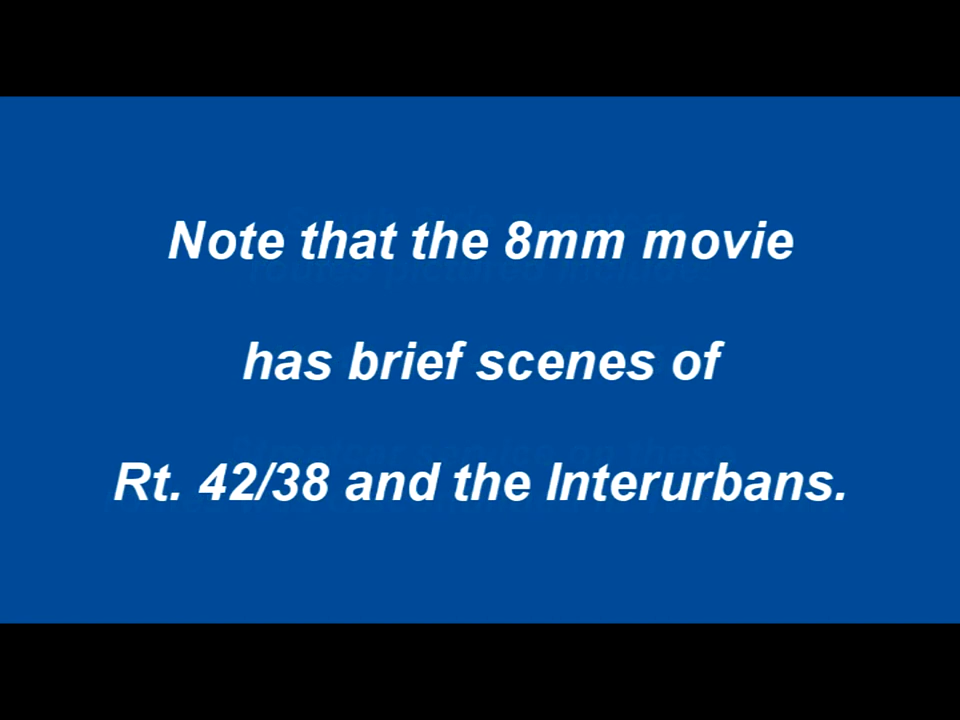 Note that the 8mm movie
has brief scenes of
Rt. 42/38 and the Interurbans.